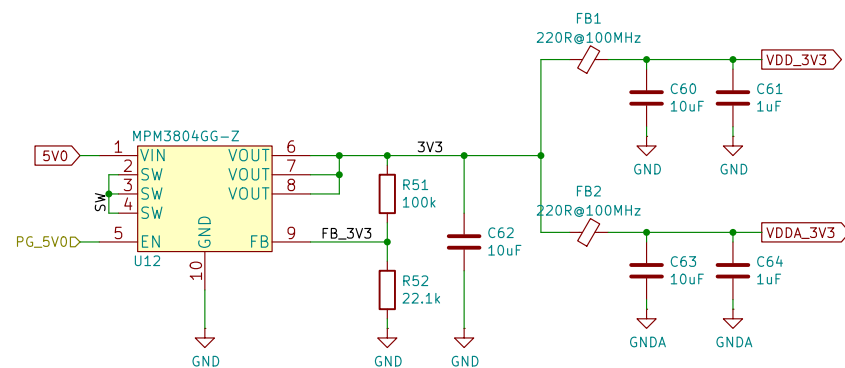 FB1
220R@100MHz
VDD_3V3
C60
10uF
C61
1uF
GND
GND
MPM3804GG-Z
5V0
1
VIN
2
SW
3
SW
4
SW
SW
PG_5V0
5
EN
U12
GND
10
GND
VOUT
6
VOUT
7
VOUT
8
FB
9
3V3
FB_3V3
R51
100k
R52
22.1k
GND
C62
10uF
GND
FB2
220R@100MHz
VDDA_3V3
C63
10uF
C64
1uF
GNDA
GNDA